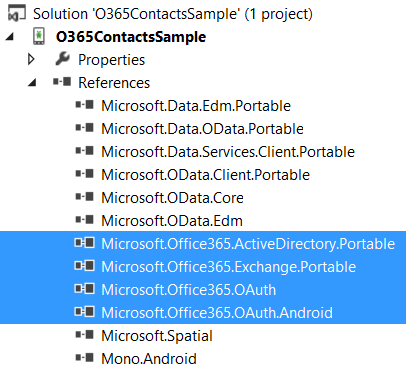 Solution 'O365ContactsSample' (1 project)
O365ContactsSample
Properties
References
Microsoft.Data.Edm.Portable
Microsoft.Data.OData.Portable
Microsoft.Data.Services.Client.Portable
Microsoft.OData.Client.Portable
Microsoft.OData.Core
Microsoft.OData.Edm
Microsoft.Office365.ActiveDirectory.Portable
Microsoft.Office365.Exchange.Portable
Microsoft.Office365.OAuth
Microsoft.Office365.OAuth.Android
Microsoft.Spatial
Mono.Android